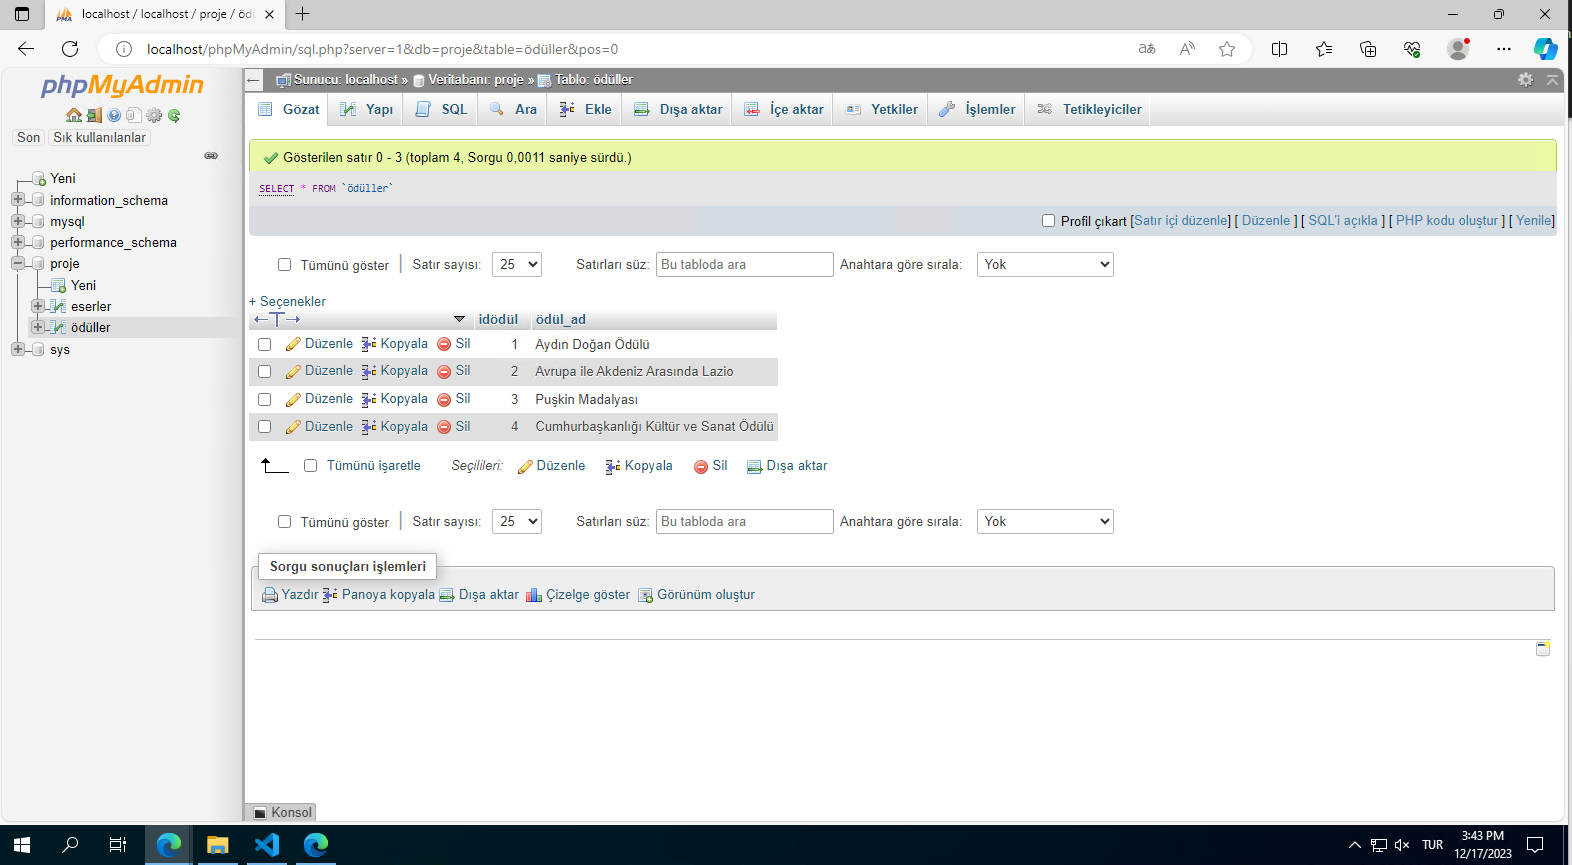 localhost / localhost / proje / ödü
localhost/phpMyAdmin/sql.php?server=1&db=proje&table=ödüller&pos=0
phpMyAdmin
Son Sık kullanılanlar
Yeni
information_schema
mysql
performance_schema
proje
Yeni
eserler
ödüller
sys
Sunucu: localhost » Veritabanı: proje » Tablo: ödüller
Gözat Yapı SQL Ara Ekle Dışa aktar İçe aktar Yetkiler İşlemler Tetikleyiciler
Gösterilen satır 0 - 3 (toplam 4, Sorgu 0,0011 saniye sürdü.)
SELECT * FROM `ödüller`
Profil çıkart [Satır içi düzenle] [ Düzenle ] [ SQL'i açıkla ] [ PHP kodu oluştur ] [ Yenile]
Tümünü göster Satır sayısı: 25 Satırları süz: Bu tabloda ara Anahtara göre sırala: Yok
+ Seçenekler
←T→ idödül ödül_ad
Düzenle Kopyala Sil 1 Aydın Doğan Ödülü
Düzenle Kopyala Sil 2 Avrupa ile Akdeniz Arasında Lazio
Düzenle Kopyala Sil 3 Puşkin Madalyası
Düzenle Kopyala Sil 4 Cumhurbaşkanlığı Kültür ve Sanat Ödülü
Tümünü işaretle Seçilileri: Düzenle Kopyala Sil Dışa aktar
Tümünü göster Satır sayısı: 25 Satırları süz: Bu tabloda ara Anahtara göre sırala: Yok
Sorgu sonuçları işlemleri
Yazdır Panoya kopyala Dışa aktar Çizelge göster Görünüm oluştur
Konsol
TUR 3:43 PM
12/17/2023